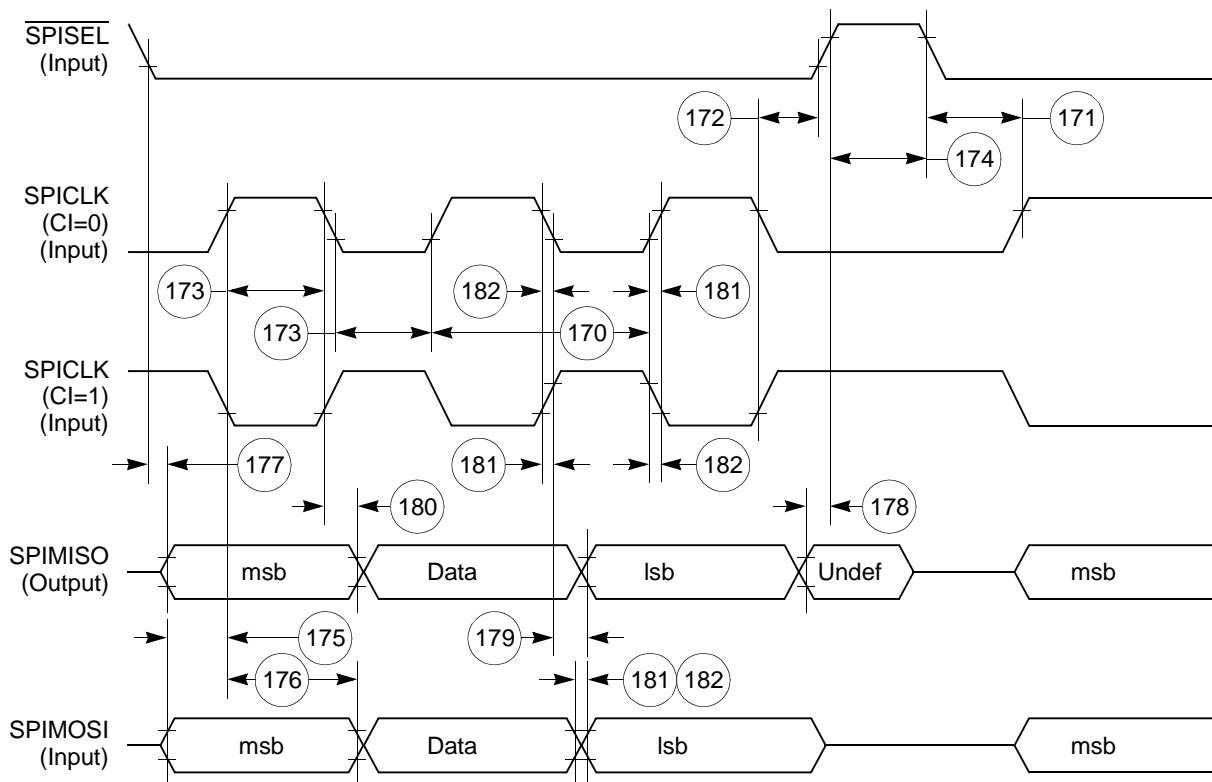 SPISEL
(Input)
172
171
174
SPICLK
(CI=0)
(Input)
173
182
181
173
170
SPICLK
(CI=1)
(Input)
177
181
182
180
178
SPIMISO
(Output)
msb
Data
lsb
Undef
msb
175
179
176
181
182
SPIMOSI
(Input)
msb
Data
lsb
msb